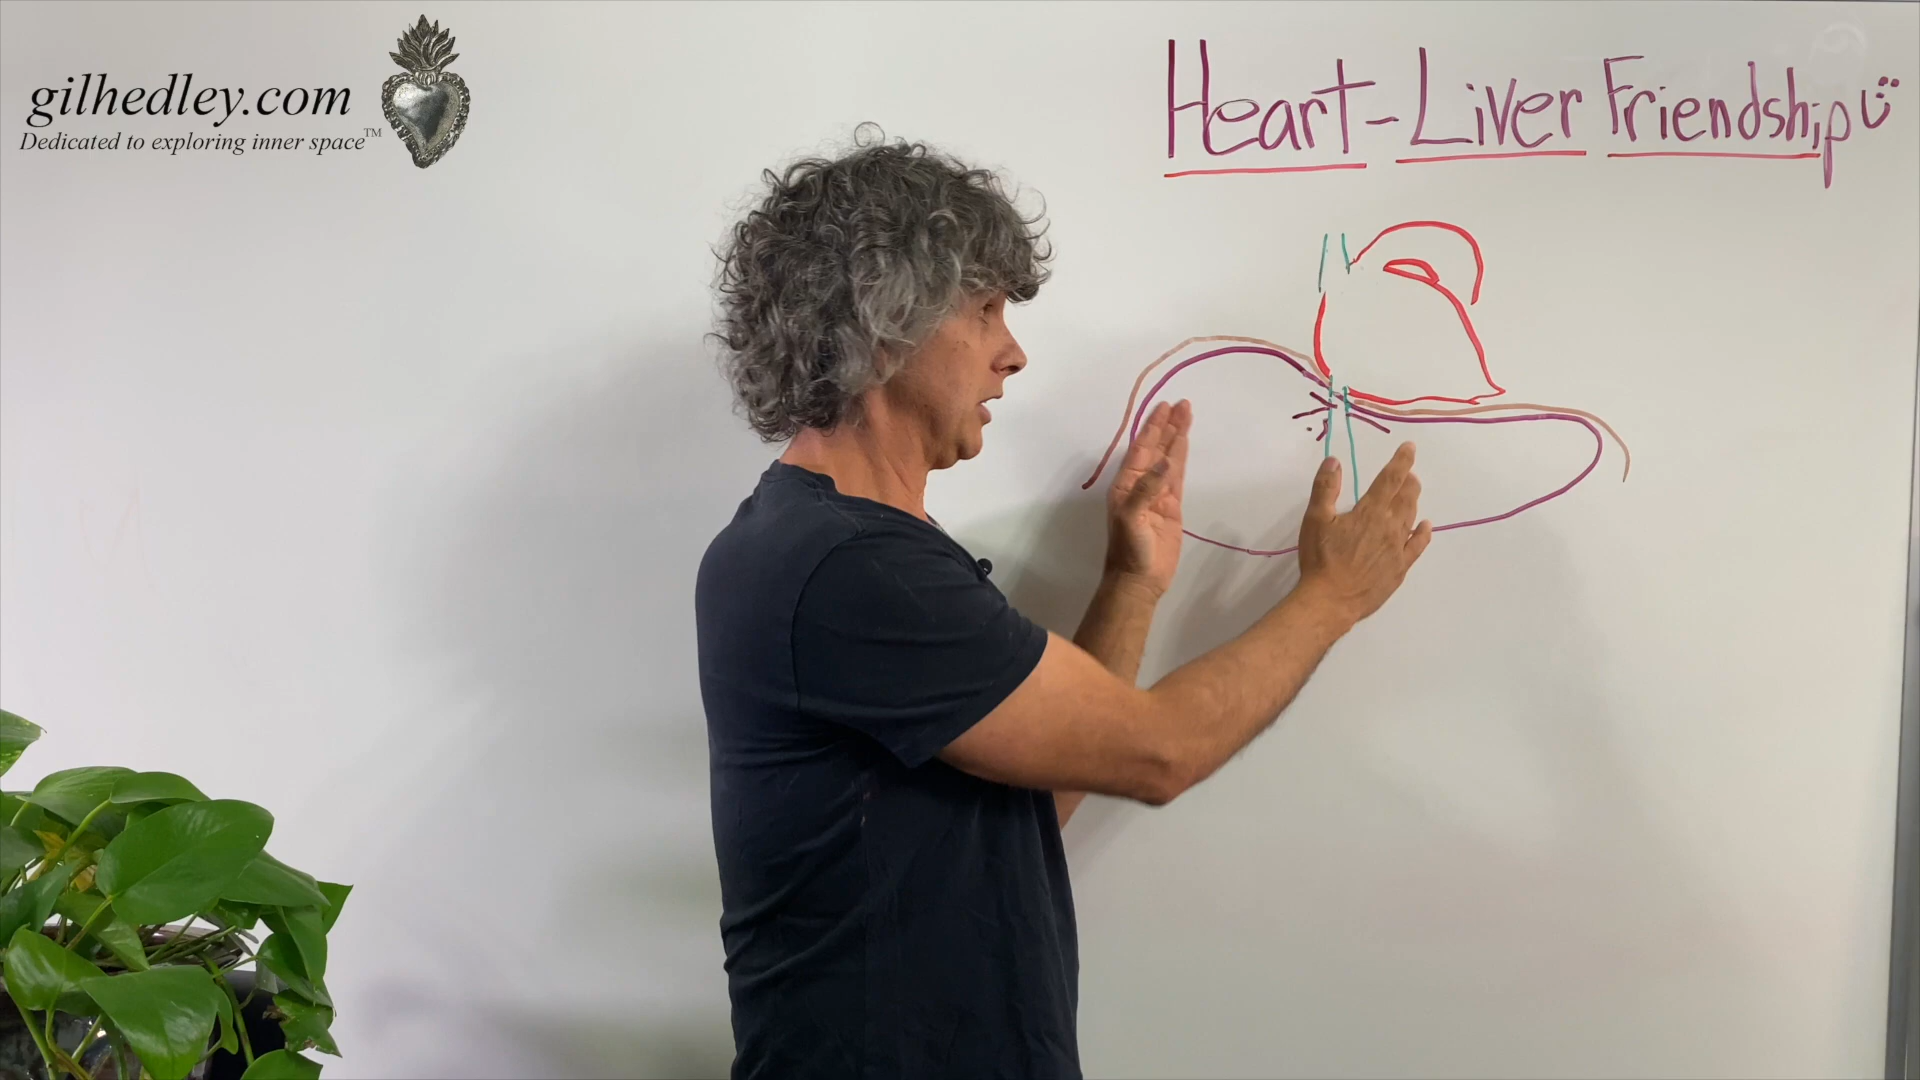 gilhedley.com
Dedicated to exploring inner space™
Heart-Liver Friendship